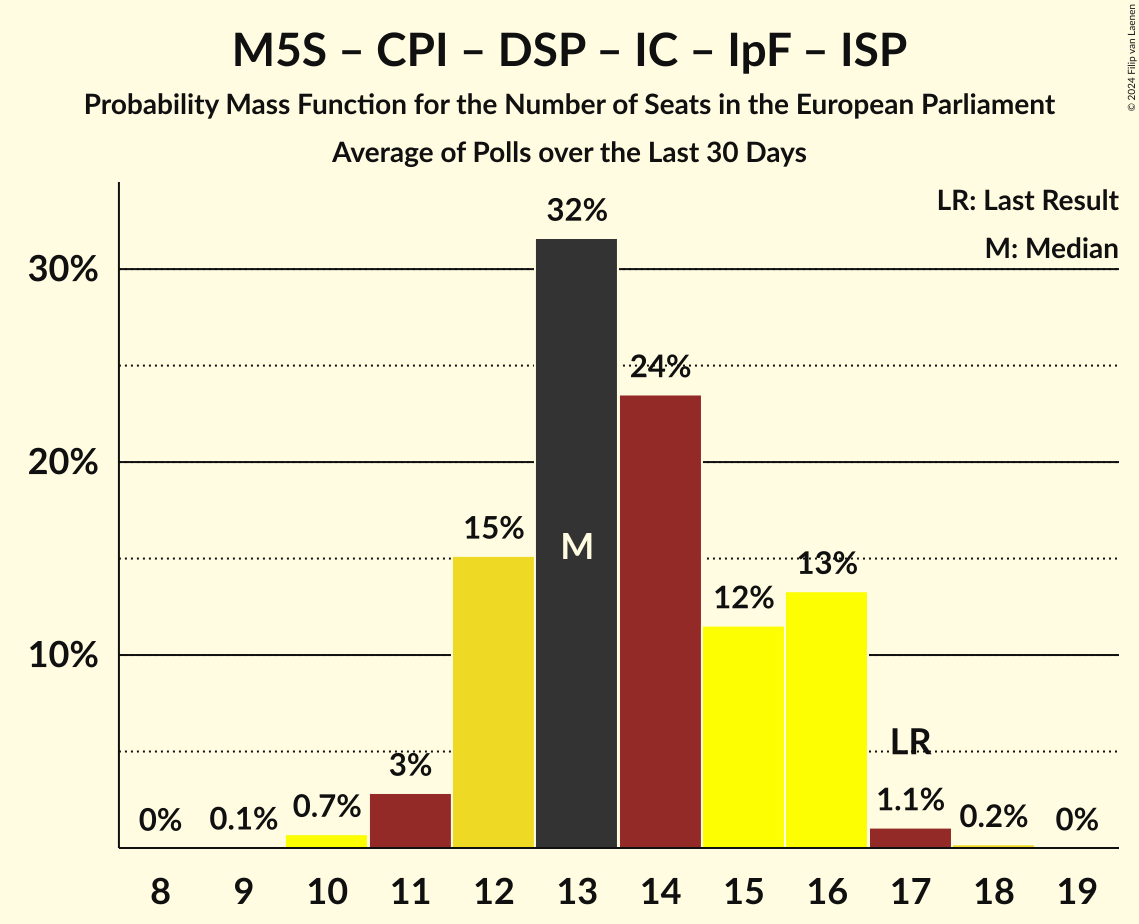 M5S – CPI – DSP – IC – IpF – ISP
Probability Mass Function for the Number of Seats in the European Parliament
Average of Polls over the Last 30 Days
© 2024 Filip van Laenen
LR: Last Result
M: Median
30%
20%
10%
0%
0.1%
0.7%
3%
15%
32%
24%
12%
13%
1.1%
0.2%
0%
M
LR
8 9 10 11 12 13 14 15 16 17 18 19